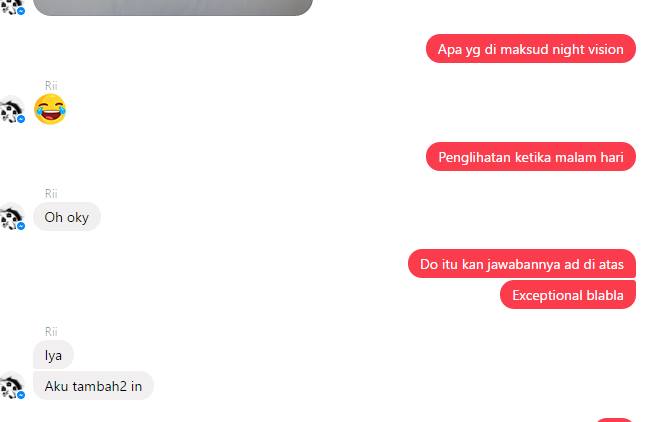 Apa yg di maksud night vision
Rii
Penglihatan ketika malam hari
Rii
Oh oky
Do itu kan jawabannya ad di atas
Exceptional blabla
Rii
Iya
Aku tambah2 in